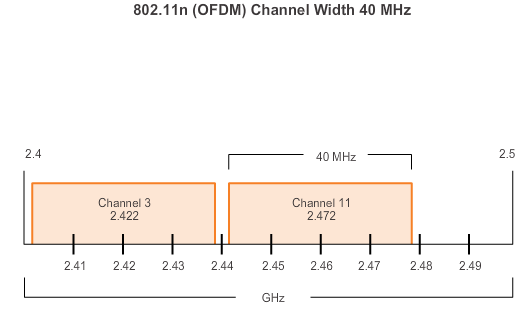 802.11n (OFDM) Channel Width 40 MHz
2.4
40 MHz
2.5
Channel 3
2.422
Channel 11
2.472
2.41 2.42 2.43 2.44 2.45 2.46 2.47 2.48 2.49
GHz